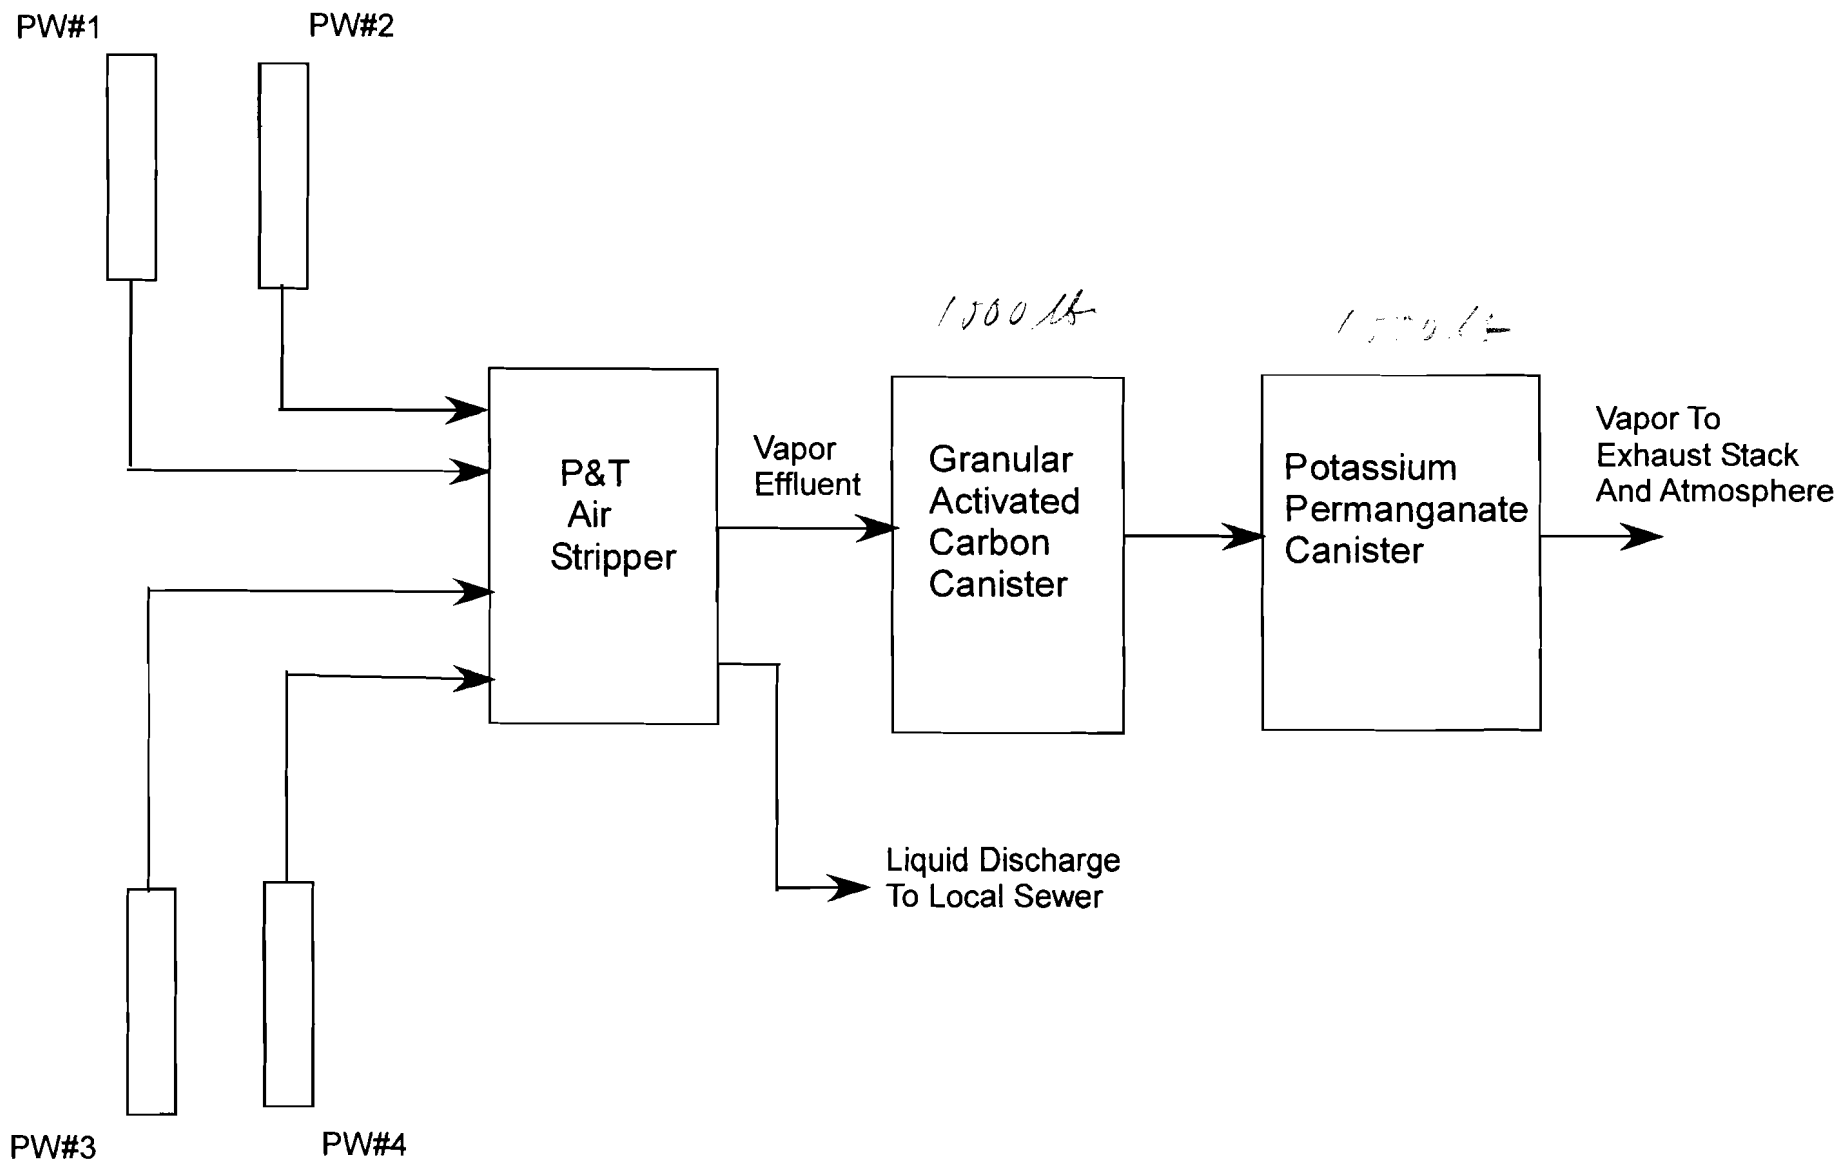 PW#1
PW#2
1500 lb
P&T
Air
Stripper
Vapor
Effluent
Granular
Activated
Carbon
Canister
Potassium
Permanganate
Canister
Vapor To
Exhaust Stack
And Atmosphere
Liquid Discharge
To Local Sewer
PW#3
PW#4